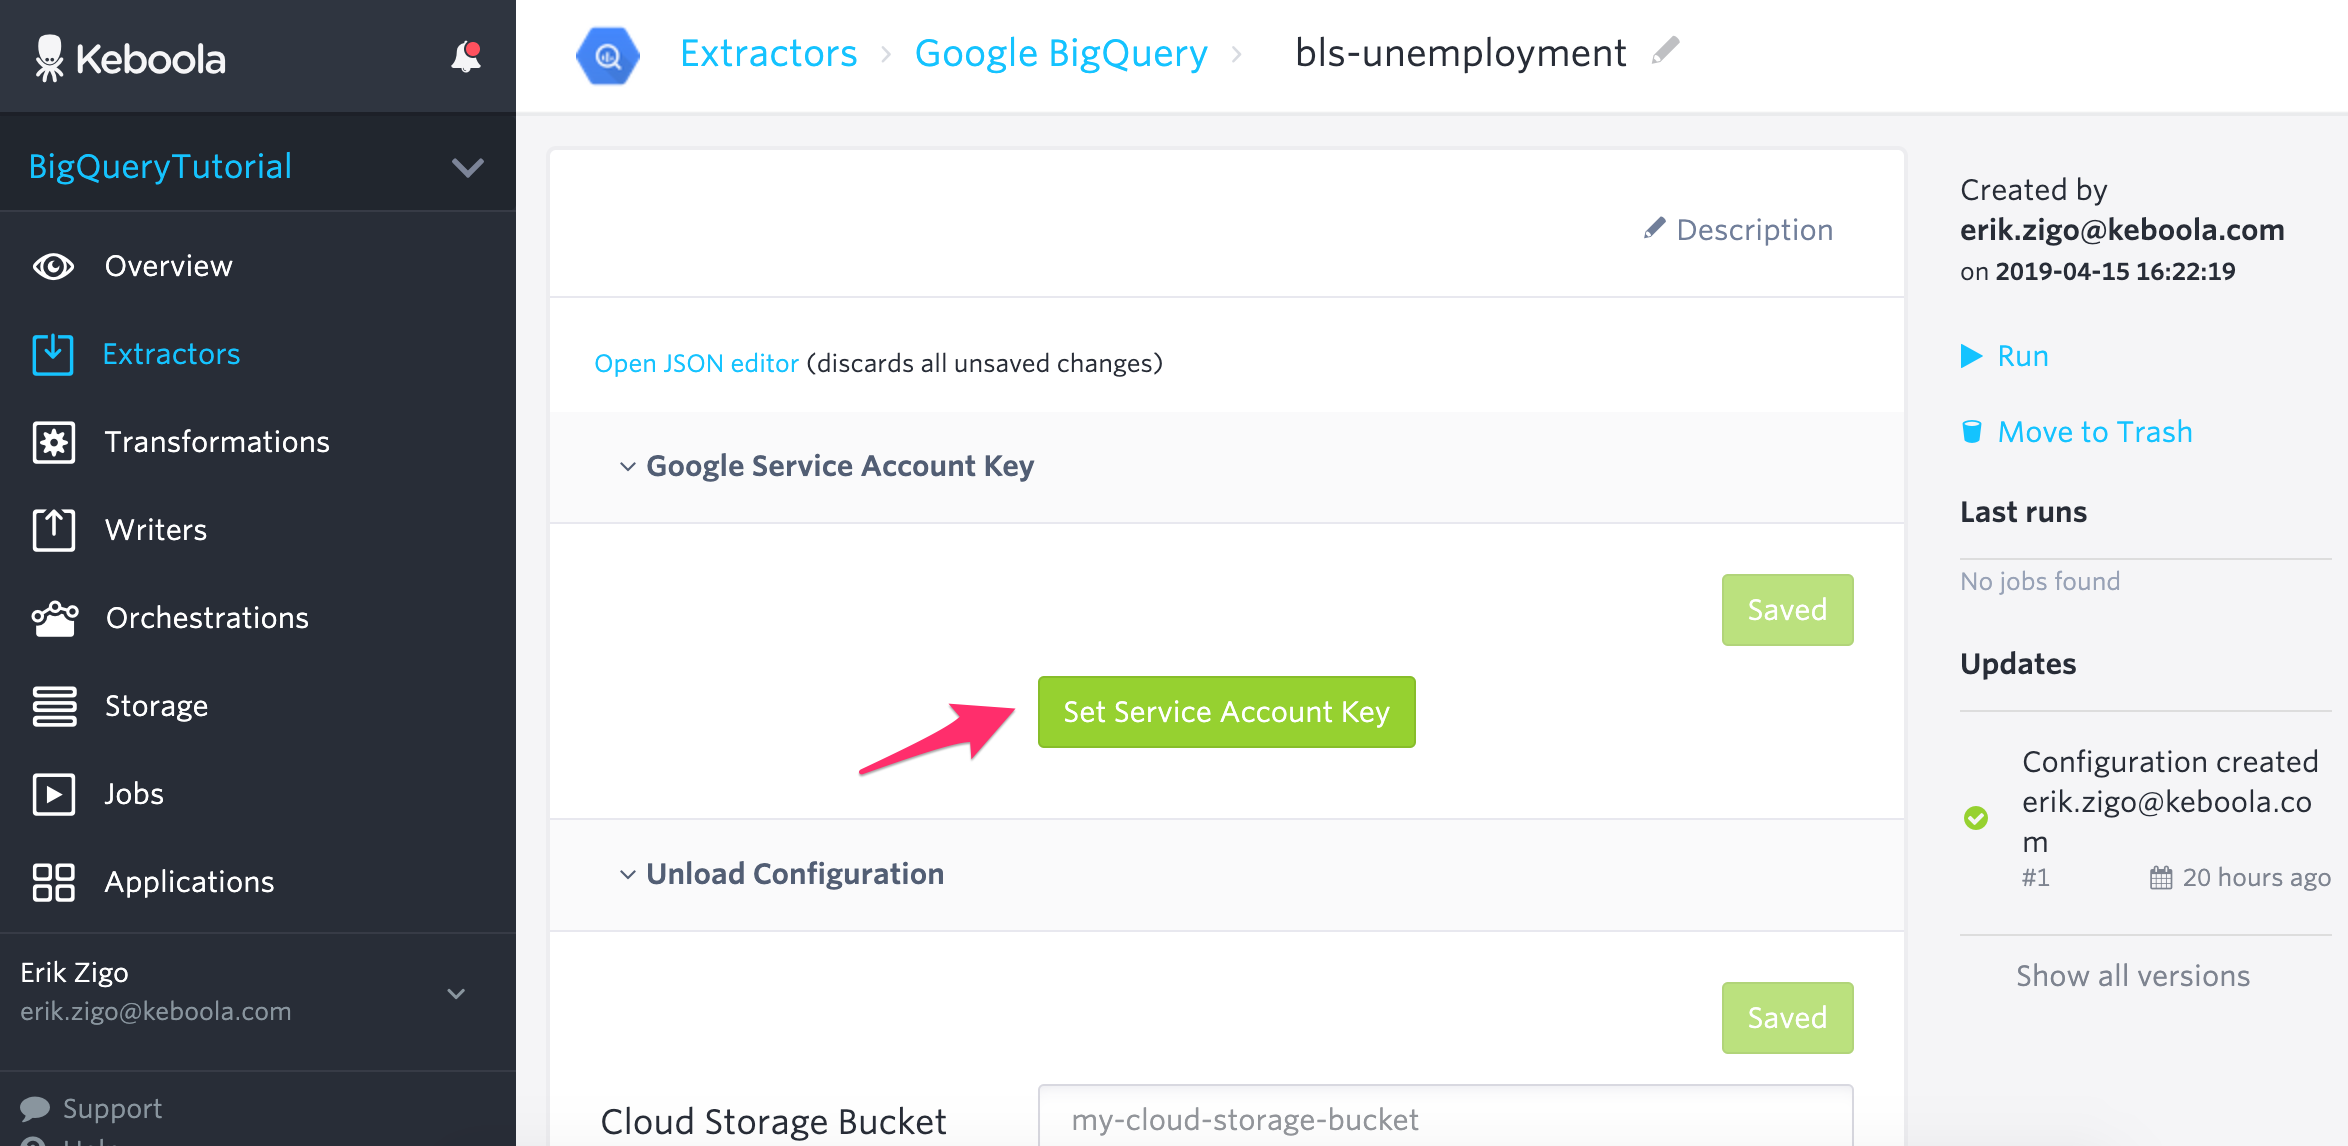 Keboola
BigQueryTutorial
Overview
Extractors
Transformations
Writers
Orchestrations
Storage
Jobs
Applications
Erik Zigo
erik.zigo@keboola.com
Support
Extractors
Google BigQuery
bls-unemployment
Description
Open JSON editor (discards all unsaved changes)
Google Service Account Key
Saved
Set Service Account Key
Unload Configuration
Saved
Cloud Storage Bucket
my-cloud-storage-bucket
Created by
erik.zigo@keboola.com
on 2019-04-15 16:22:19
Run
Move to Trash
Last runs
No jobs found
Updates
Configuration created
erik.zigo@keboola.co
m
#1 20 hours ago
Show all versions